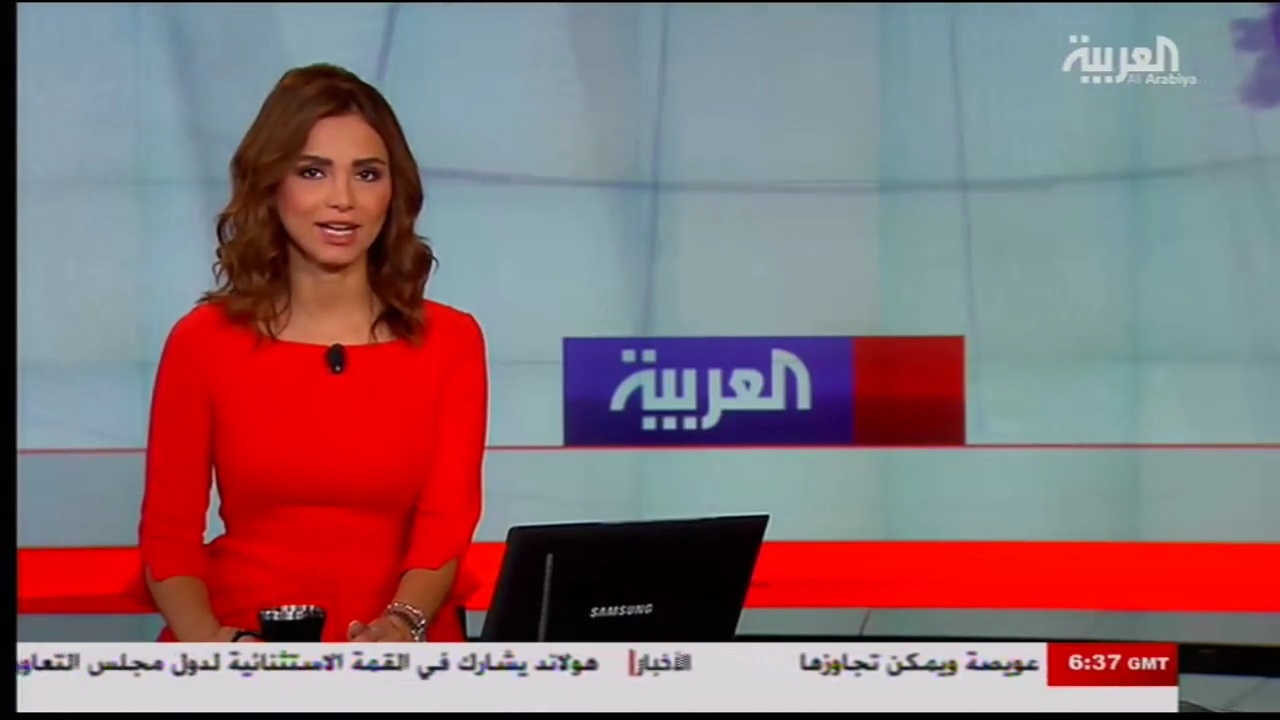 العربية
Al Arabiya
العربية
SAMSUNG
عويصة ويمكن تجاوزها الأخبار هولاند يشارك في القمة الاستثنائية لدول مجلس التعاون
6:37 GMT